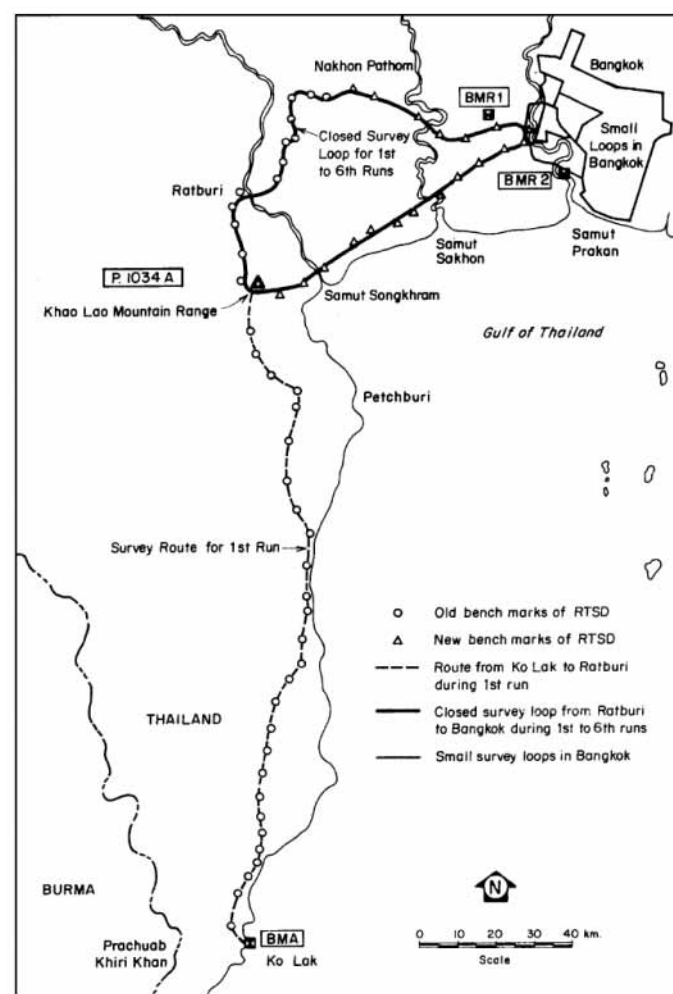 Nakhon Pathom
BMR 1
Bangkok
Closed Survey
Loop for 1st
to 6th Runs
Small
Loops in
Bangkok
Ratburi
BMR 2
Samut
Sakhon
Samut
Prakan
P. 1034 A
Khao Lao Mountain Range
Samut Songkhram
Gulf of Thailand
Petchburi
Survey Route for 1st Run
Old bench marks of RTSD
New bench marks of RTSD
Route from Ko Lak to Ratburi
during 1st run
THAILAND
Closed survey loop from Ratburi
to Bangkok during 1st to 6th runs
Small survey loops in Bangkok
BURMA
N
Prachuab
Khiri Khan
BMA
Ko Lak
0 10 20 30 40 km.
Scale